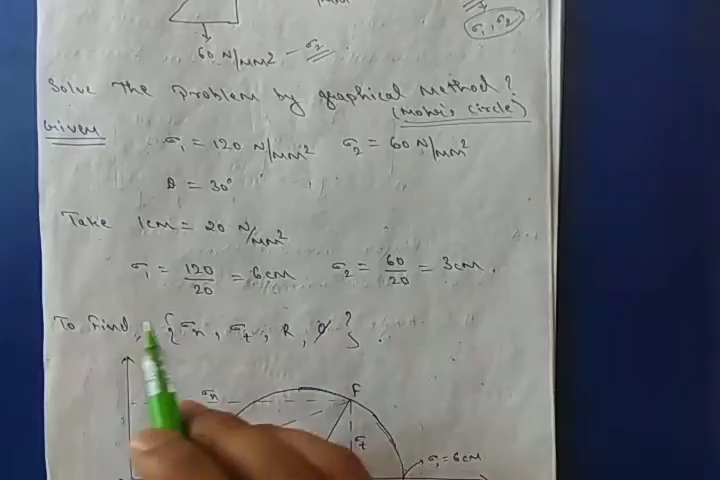 σ₁, σ₂
60 N/mm² — σ₂
Solve the problem by graphical method?
(Mohr's circle)
Given
σ₁ = 120 N/mm² σ₂ = 60 N/mm²
θ = 30°
Take 1cm = 20 N/mm²
σ₁ = 120/20 = 6cm σ₂ = 60/20 = 3cm.
To Find, {σn, σt, R, φ}.
σn
F
σt
σ₁ = 6cm